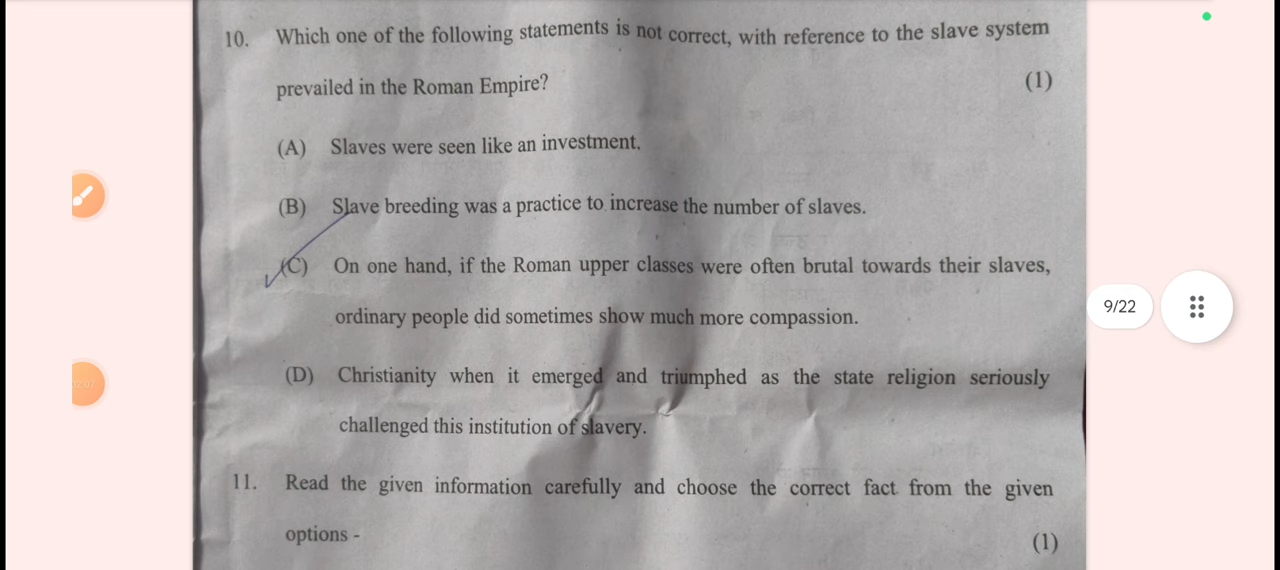 10. Which one of the following statements is not correct, with reference to the slave system
prevailed in the Roman Empire? (1)
(A) Slaves were seen like an investment.
(B) Slave breeding was a practice to increase the number of slaves.
(C) On one hand, if the Roman upper classes were often brutal towards their slaves,
ordinary people did sometimes show much more compassion.
(D) Christianity when it emerged and triumphed as the state religion seriously
challenged this institution of slavery.
11. Read the given information carefully and choose the correct fact from the given
options - (1)
9/22
02:07